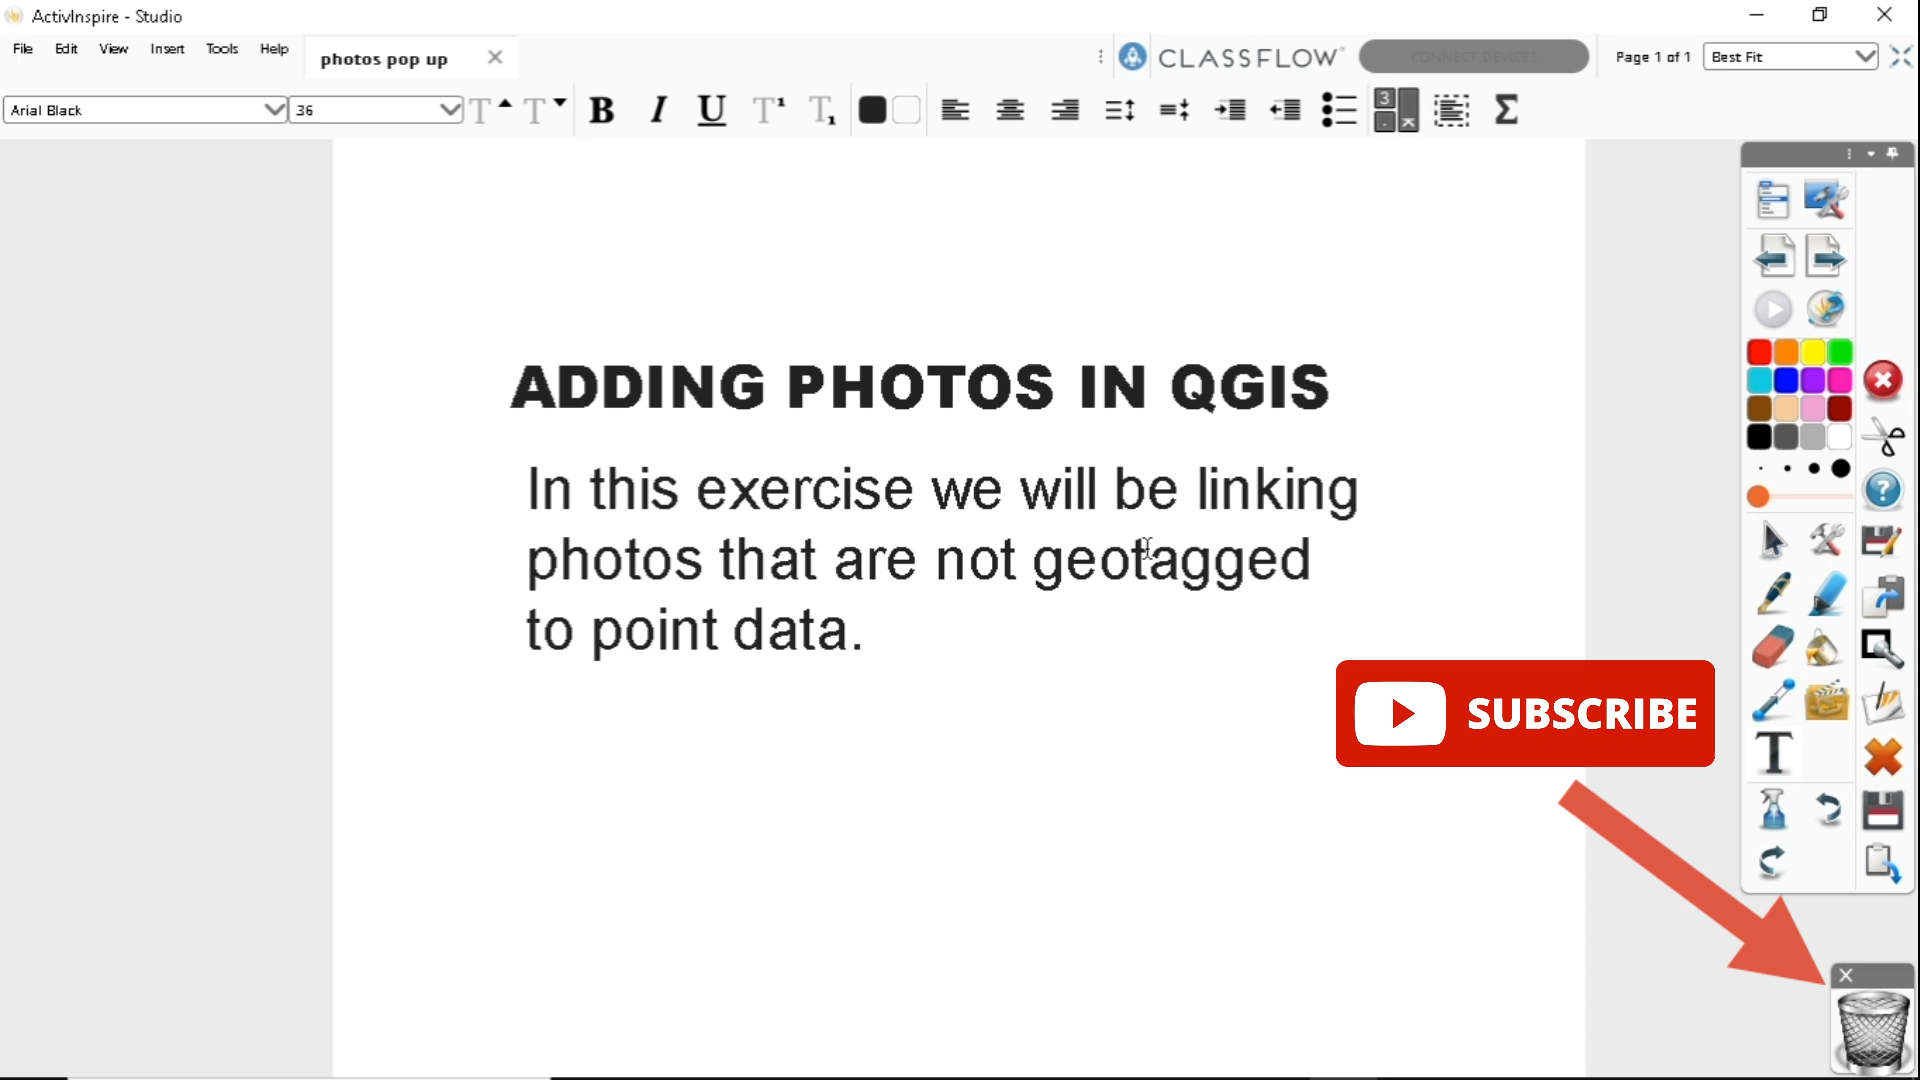 ActivInspire - Studio
File Edit View Insert Tools Help
photos pop up
CLASSFLOW
CONNECT DEVICES
Page 1 of 1
Best Fit
Arial Black
36
ADDING PHOTOS IN QGIS
In this exercise we will be linking
photos that are not geotagged
to point data.
SUBSCRIBE